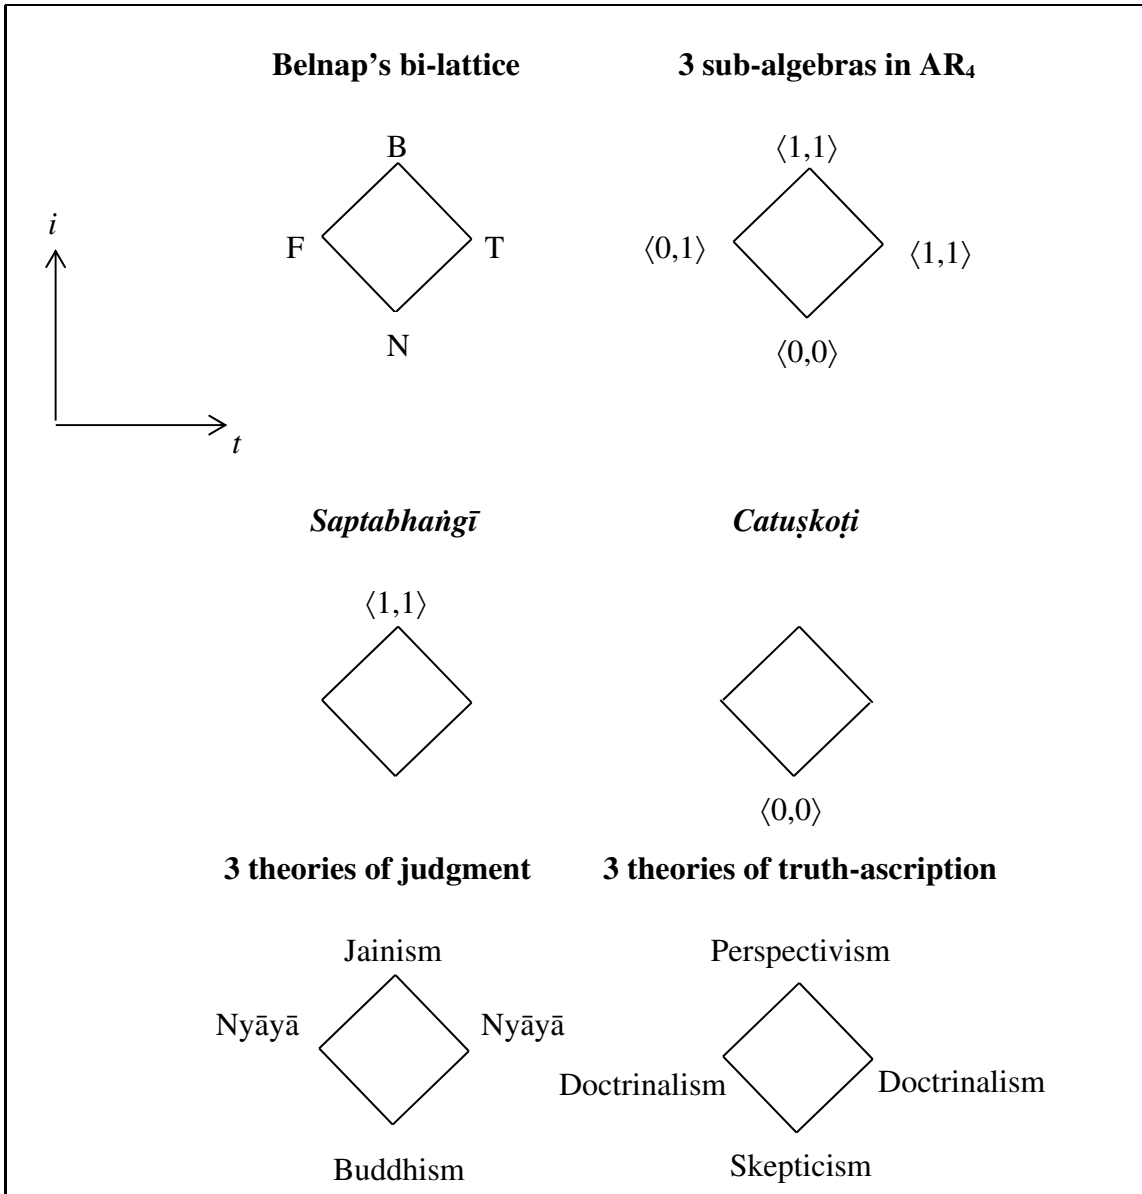 Belnap’s bi-lattice 3 sub-algebras in AR₄
B ⟨1,1⟩
i
F T ⟨0,1⟩ ⟨1,1⟩
N ⟨0,0⟩
t
Saptabhaṅgī Catuṣkoṭi
⟨1,1⟩
⟨0,0⟩
3 theories of judgment 3 theories of truth-ascription
Jainism Perspectivism
Nyāyā Nyāyā
Doctrinalism Doctrinalism
Buddhism Skepticism